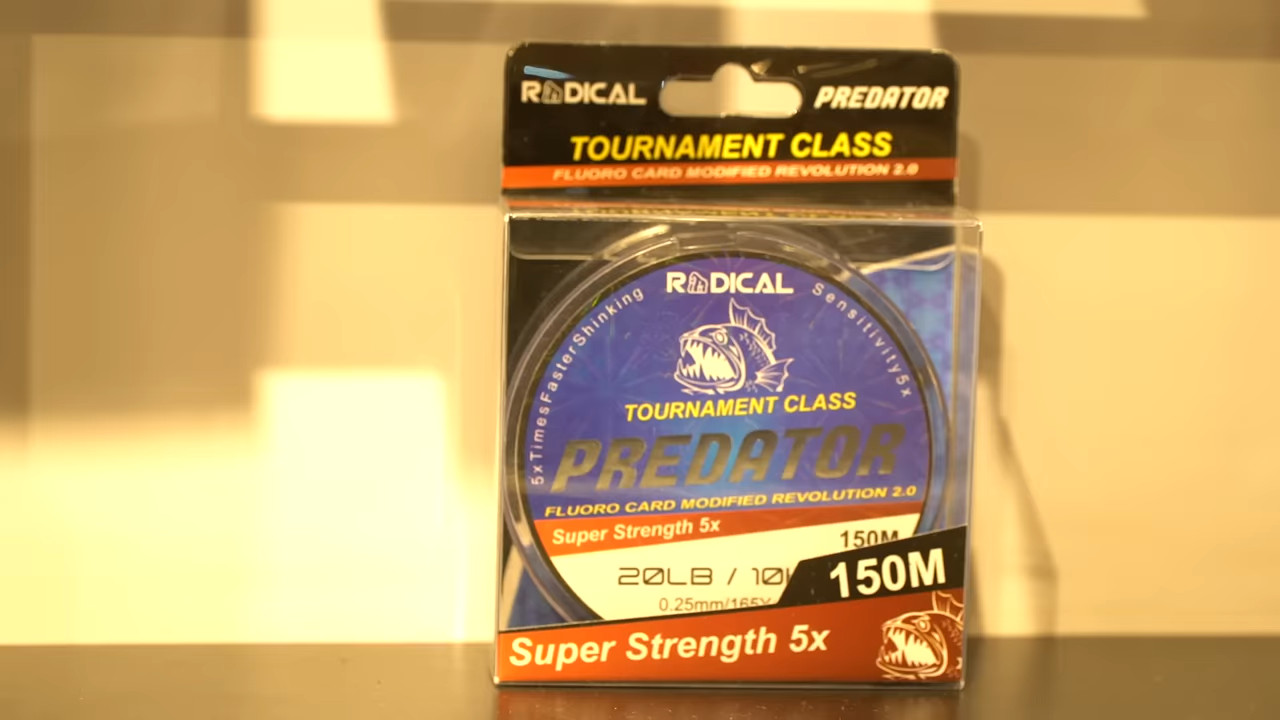 RADICAL
PREDATOR
TOURNAMENT CLASS
FLUORO CARD MODIFIED REVOLUTION 2.0
RADICAL
5xTimesFasterShinking
Sensitivity5x
TOURNAMENT CLASS
PREDATOR
FLUORO CARD MODIFIED REVOLUTION 2.0
Super Strength 5x
150M
20LB / 10
0.25mm/165Y
150M
Super Strength 5x